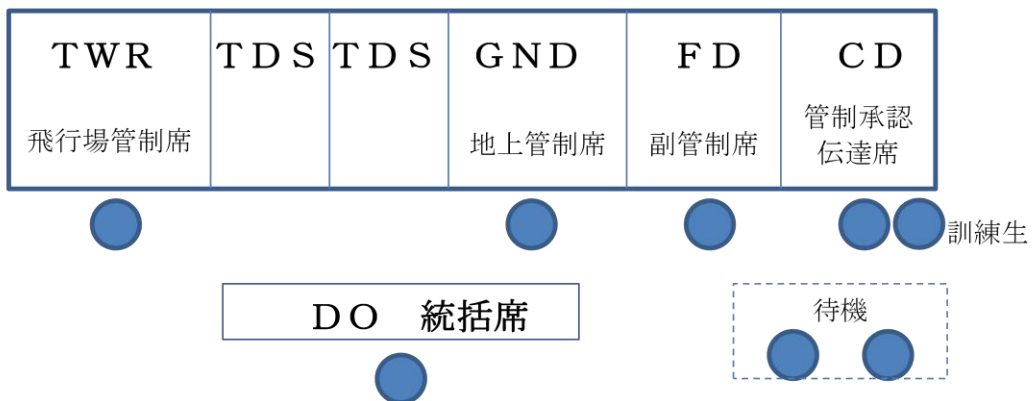 TWR
TDS
TDS
GND
FD
CD
飛行場管制席
地上管制席
副管制席
管制承認
伝達席
訓練生
DO 統括席
待機